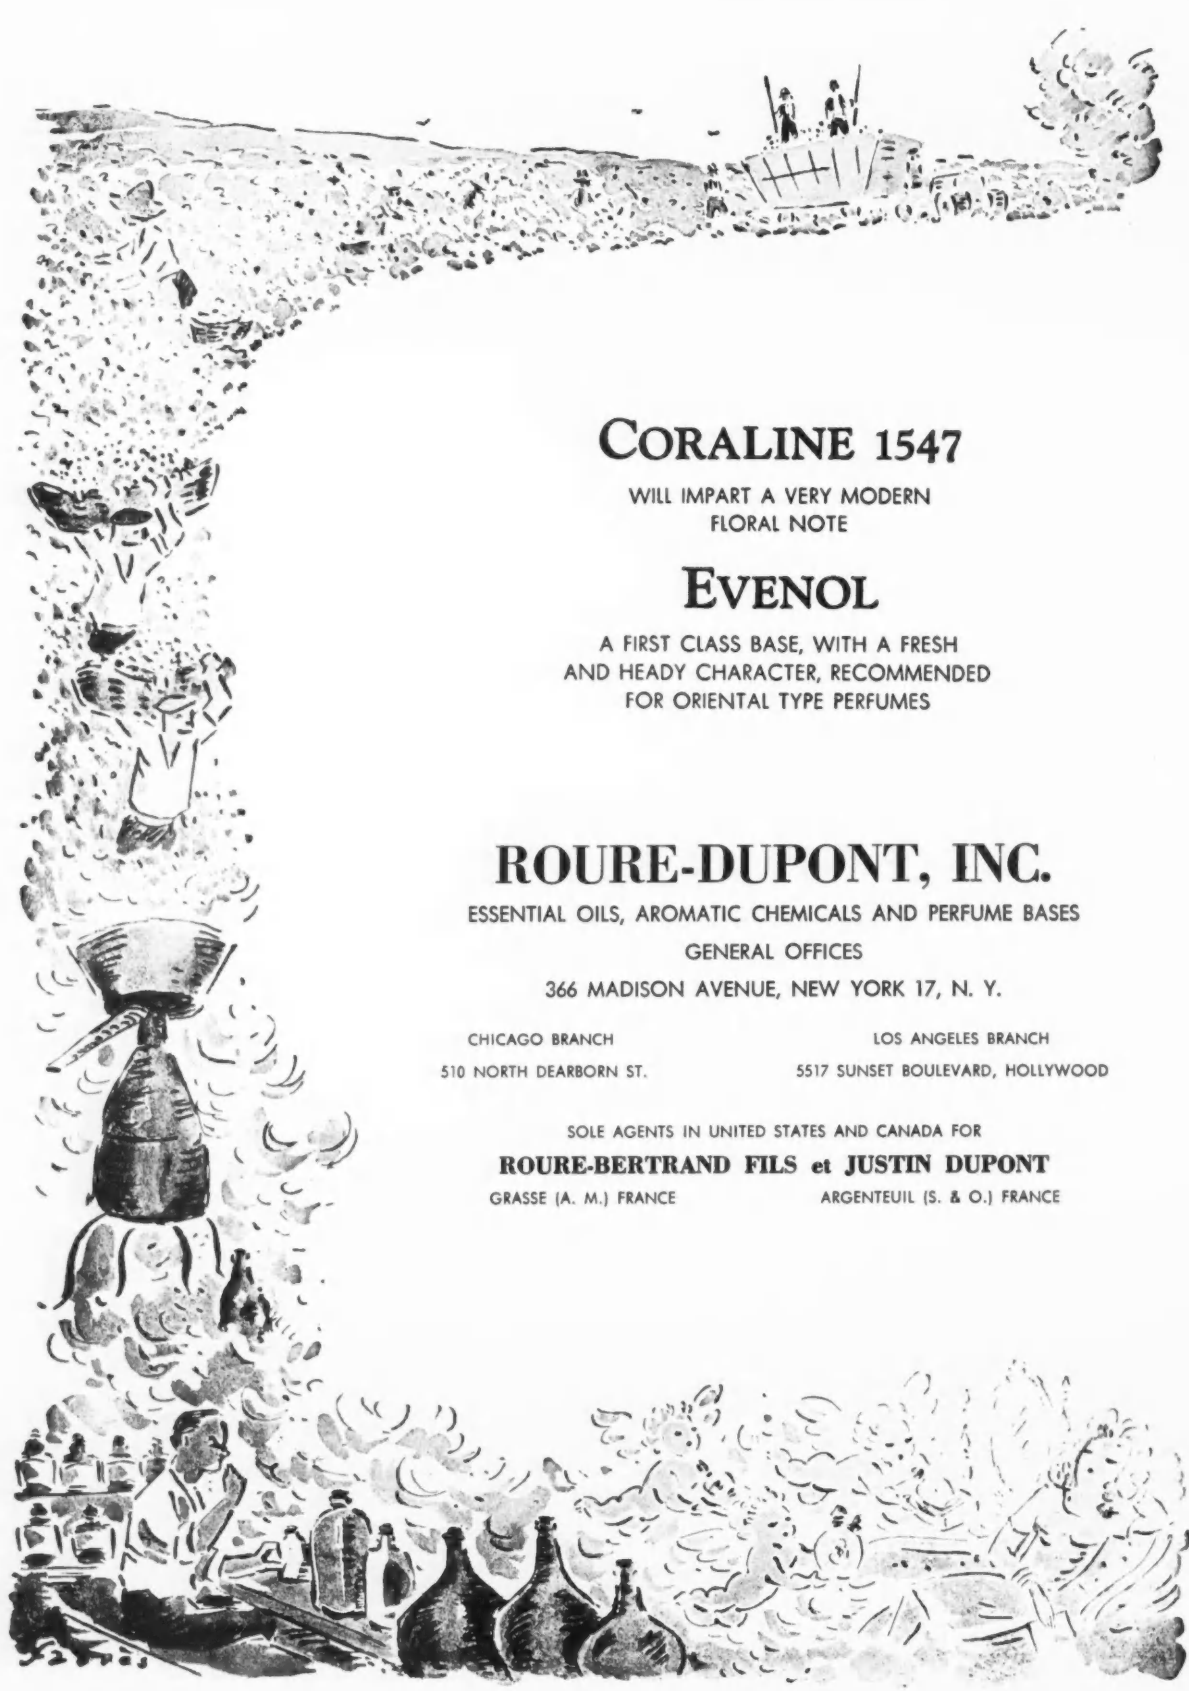 CORALINE 1547
WILL IMPART A VERY MODERN
FLORAL NOTE
EVENOL
A FIRST CLASS BASE, WITH A FRESH
AND HEADY CHARACTER, RECOMMENDED
FOR ORIENTAL TYPE PERFUMES
ROURE-DUPONT, INC.
ESSENTIAL OILS, AROMATIC CHEMICALS AND PERFUME BASES
GENERAL OFFICES
366 MADISON AVENUE, NEW YORK 17, N. Y.
CHICAGO BRANCH
510 NORTH DEARBORN ST.
LOS ANGELES BRANCH
5517 SUNSET BOULEVARD, HOLLYWOOD
SOLE AGENTS IN UNITED STATES AND CANADA FOR
ROURE-BERTRAND FILS et JUSTIN DUPONT
GRASSE (A. M.) FRANCE
ARGENTEUIL (S. & O.) FRANCE